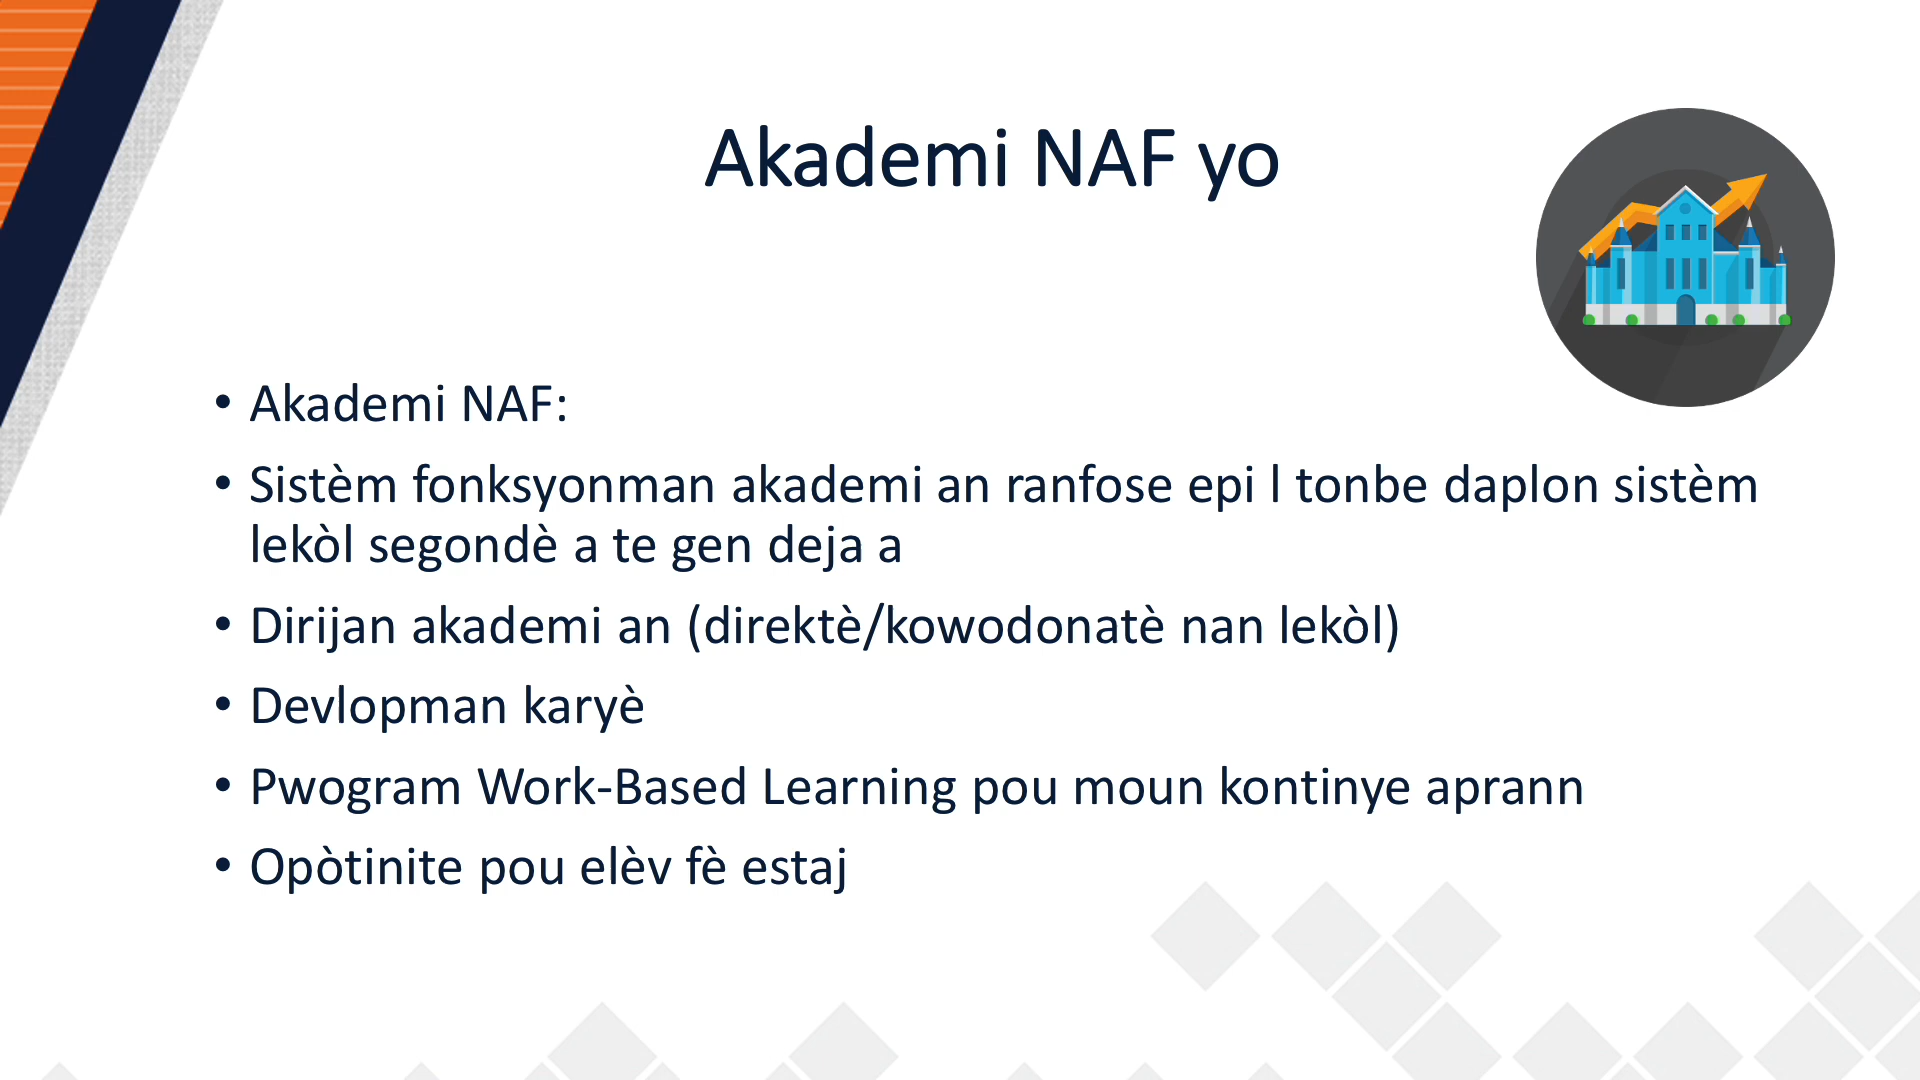 Akademi NAF yo
• Akademi NAF:
• Sistèm fonksyonman akademi an ranfose epi l tonbe daplon sistèm
lekòl segondè a te gen deja a
• Dirijan akademi an (direktè/kowodonatè nan lekòl)
• Devlopman karyè
• Pwogram Work-Based Learning pou moun kontinye aprann
• Opòtinite pou elèv fè estaj